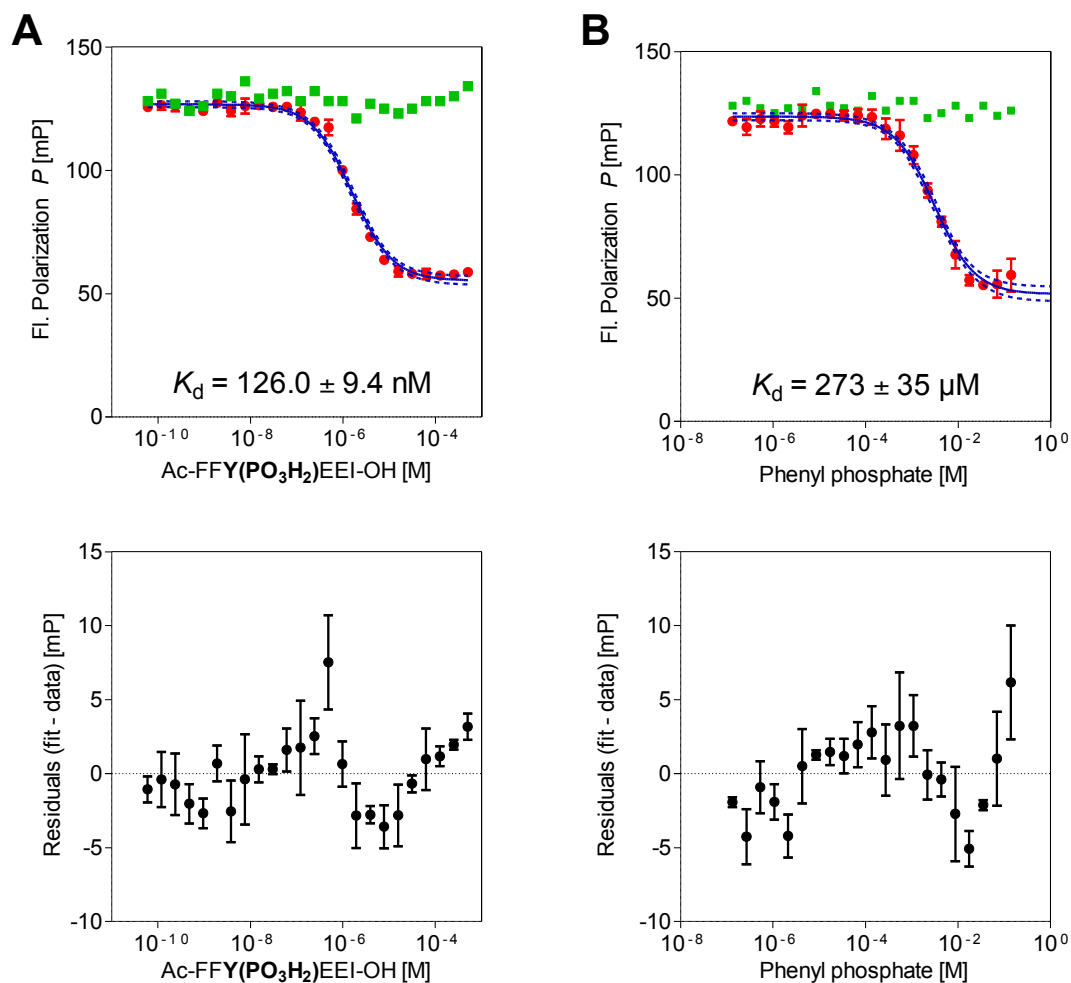 A
Fl. Polarization P [mP]
150
100
50
0
K_d = 126.0 ± 9.4 nM
10⁻¹⁰ 10⁻⁸ 10⁻⁶ 10⁻⁴
Ac-FFY(PO₃H₂)EEI-OH [M]
B
Fl. Polarization P [mP]
150
100
50
0
K_d = 273 ± 35 µM
10⁻⁸ 10⁻⁶ 10⁻⁴ 10⁻² 10⁰
Phenyl phosphate [M]
Residuals (fit - data) [mP]
15
10
5
0
-5
-10
10⁻¹⁰ 10⁻⁸ 10⁻⁶ 10⁻⁴
Ac-FFY(PO₃H₂)EEI-OH [M]
Residuals (fit - data) [mP]
15
10
5
0
-5
-10
10⁻⁸ 10⁻⁶ 10⁻⁴ 10⁻² 10⁰
Phenyl phosphate [M]